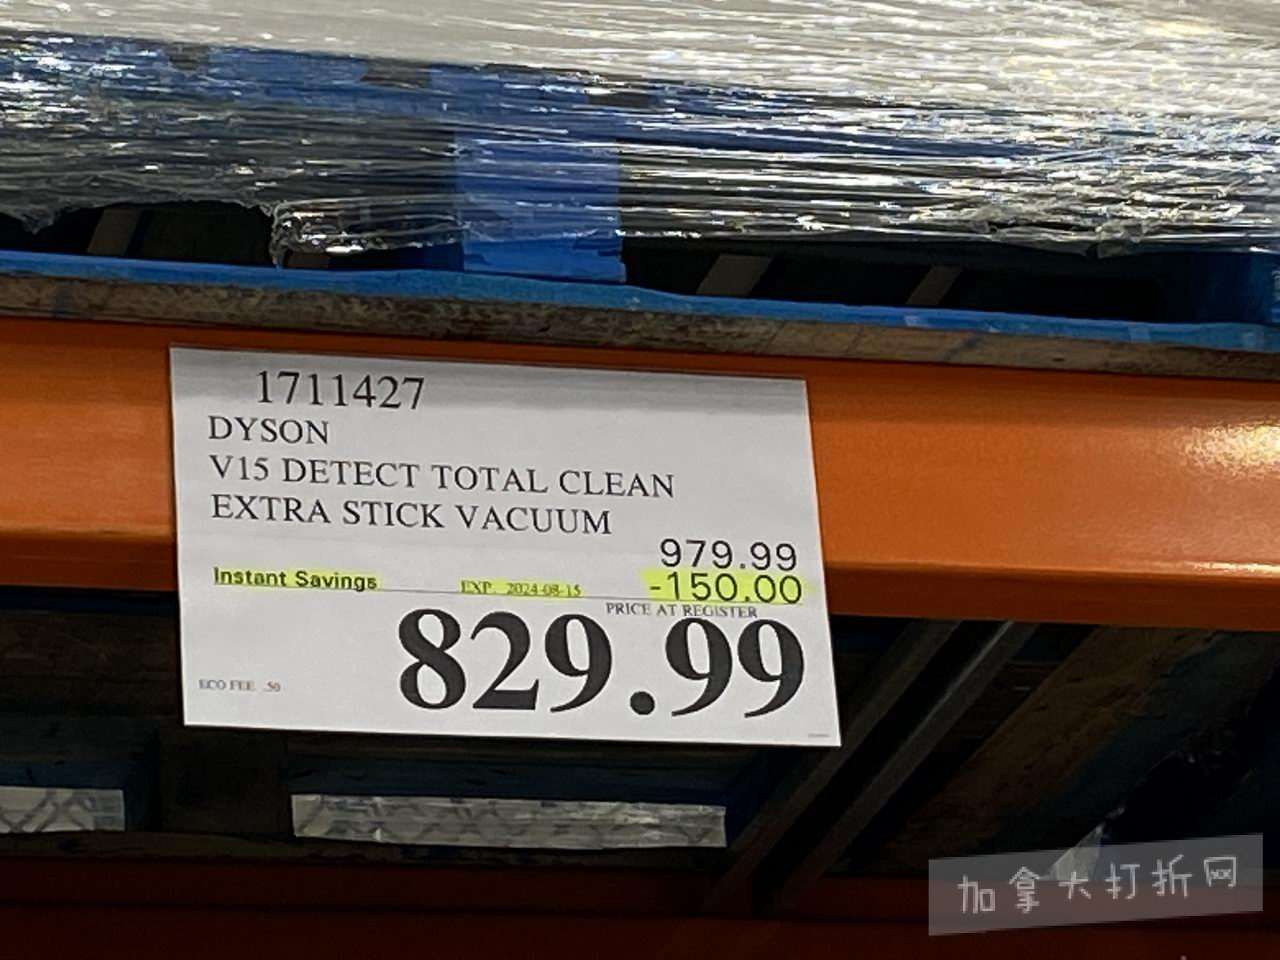 1711427
DYSON
V15 DETECT TOTAL CLEAN
EXTRA STICK VACUUM
979.99
Instant Savings EXP. 2024-08-15 -150.00
PRICE AT REGISTER
829.99
ECO FEE .50
加拿大打折网